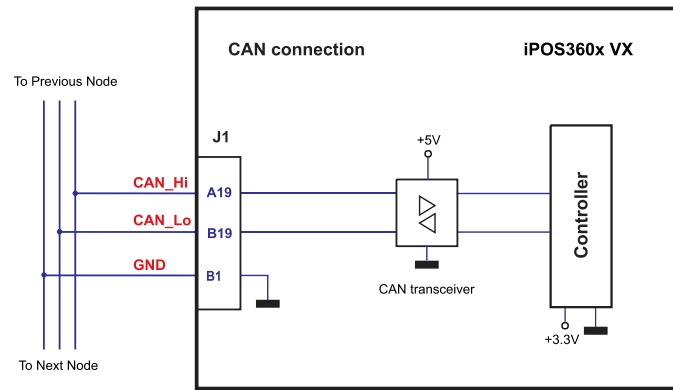 CAN connection
iPOS360x VX
To Previous Node
J1
+5V
CAN_Hi
A19
CAN_Lo
B19
GND
B1
Controller
CAN transceiver
+3.3V
To Next Node